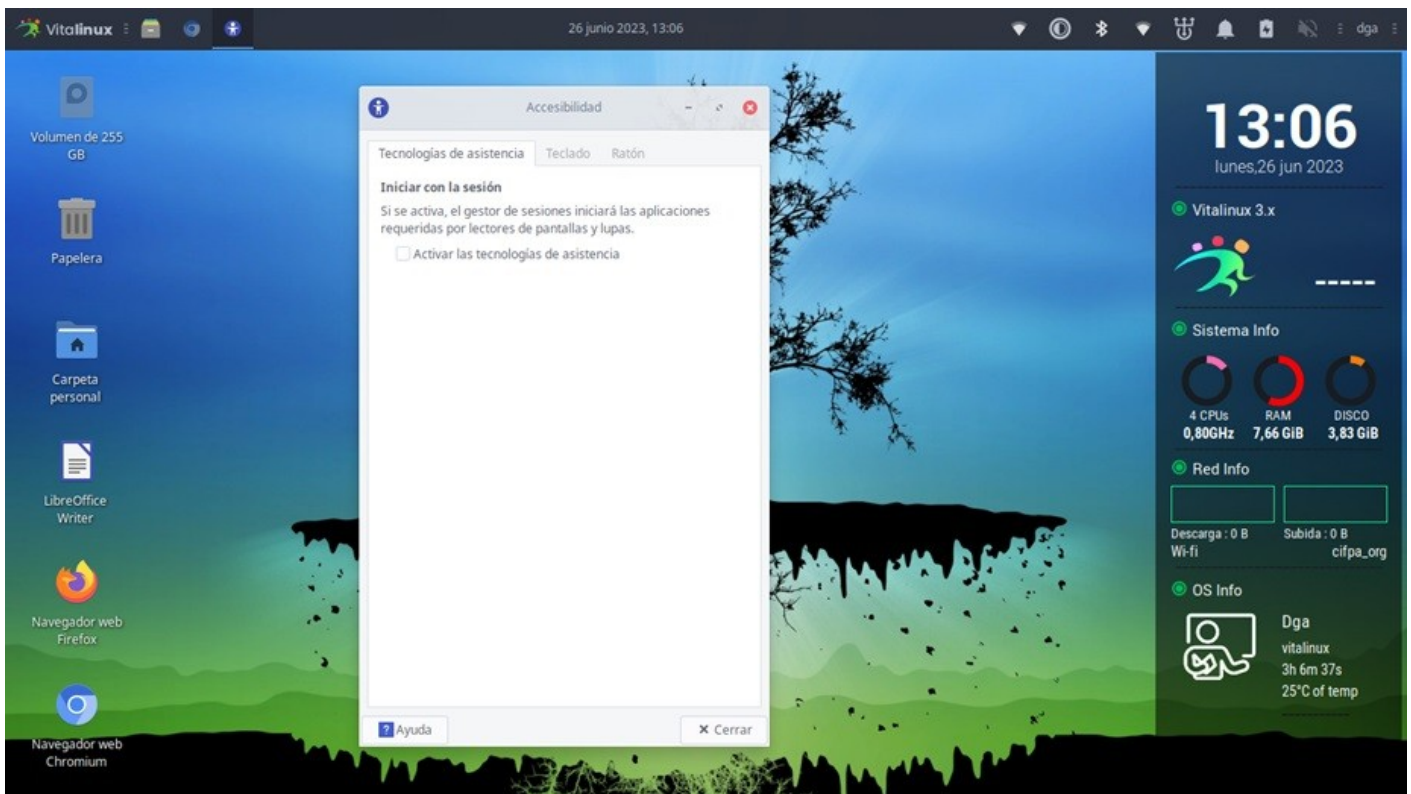 Vitalinux
26 junio 2023, 13:06
dga
Volumen de 255
GB
Papelera
Carpeta
personal
LibreOffice
Writer
Navegador web
Firefox
Navegador web
Chromium
Accesibilidad
Tecnologías de asistencia Teclado Ratón
Iniciar con la sesión
Si se activa, el gestor de sesiones iniciará las aplicaciones
requeridas por lectores de pantallas y lupas.
Activar las tecnologías de asistencia
? Ayuda
Cerrar
13:06
lunes,26 jun 2023
Vitalinux 3.x
-----
Sistema Info
4 CPUs RAM DISCO
0,80GHz 7,66 GiB 3,83 GiB
Red Info
Descarga : 0 B Subida : 0 B
Wi-fi cifpa_org
OS Info
Dga
vitalinux
3h 6m 37s
25°C of temp